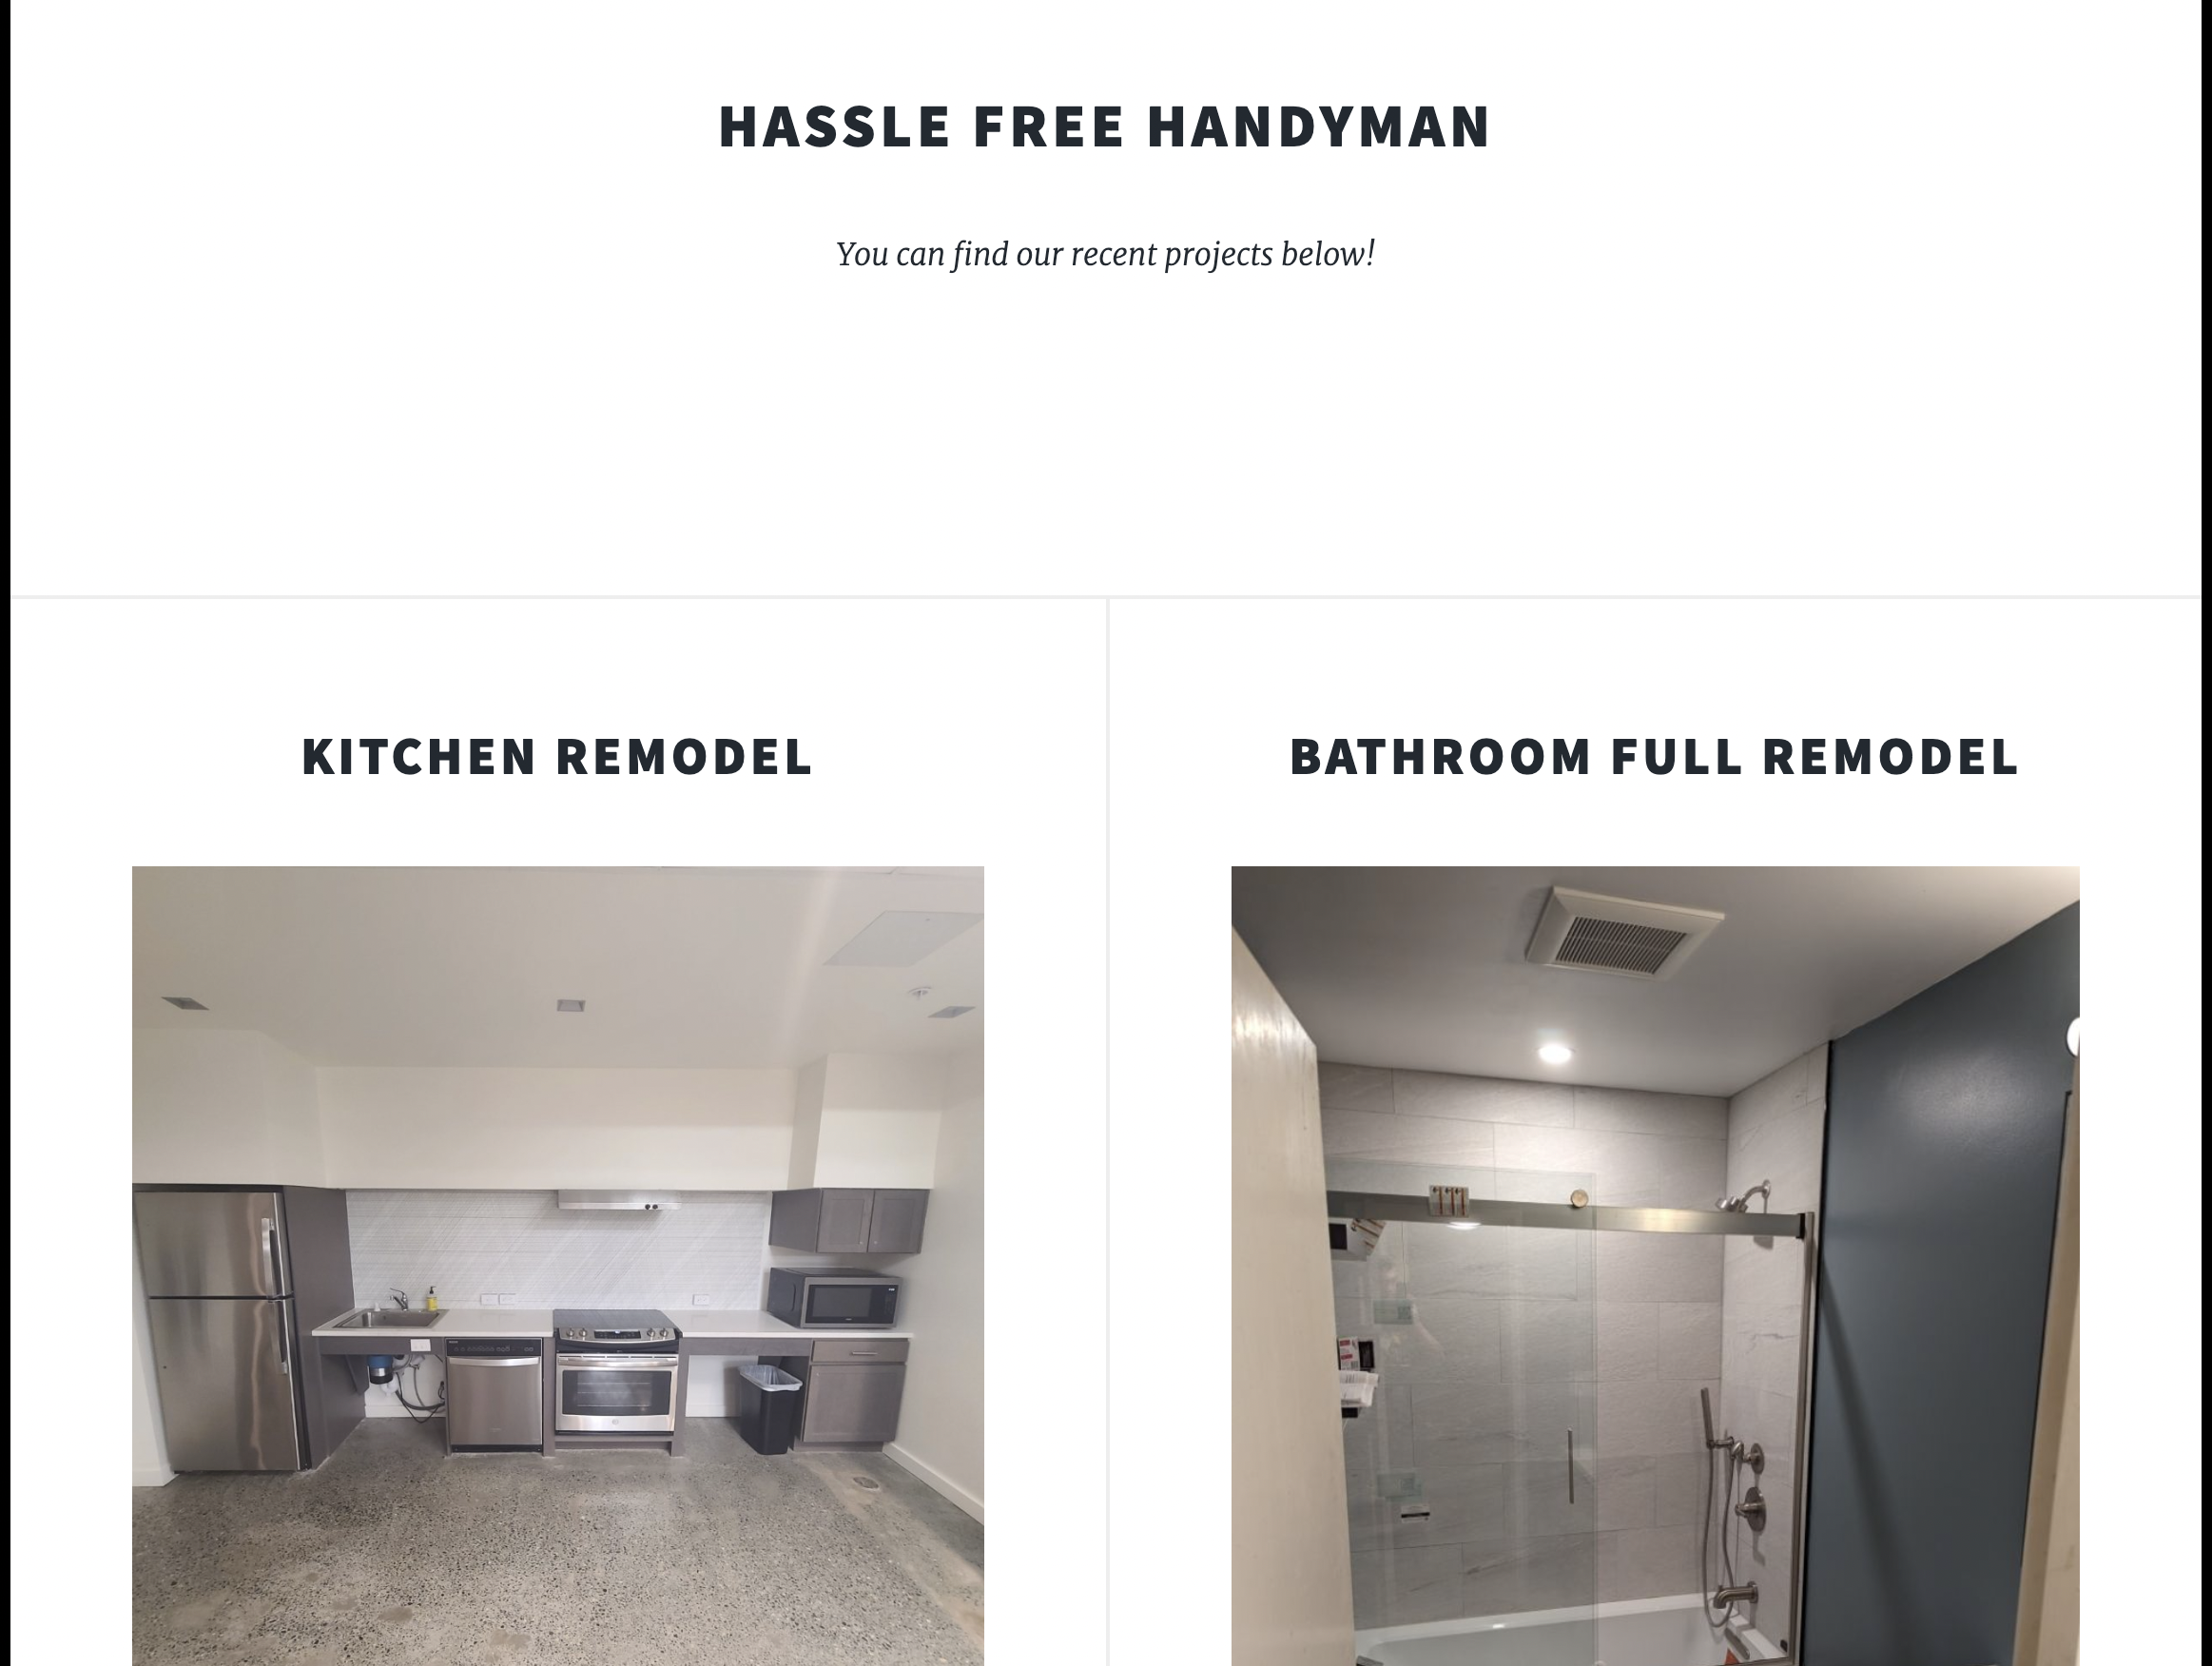 HASSLE FREE HANDYMAN
You can find our recent projects below!
KITCHEN REMODEL
BATHROOM FULL REMODEL